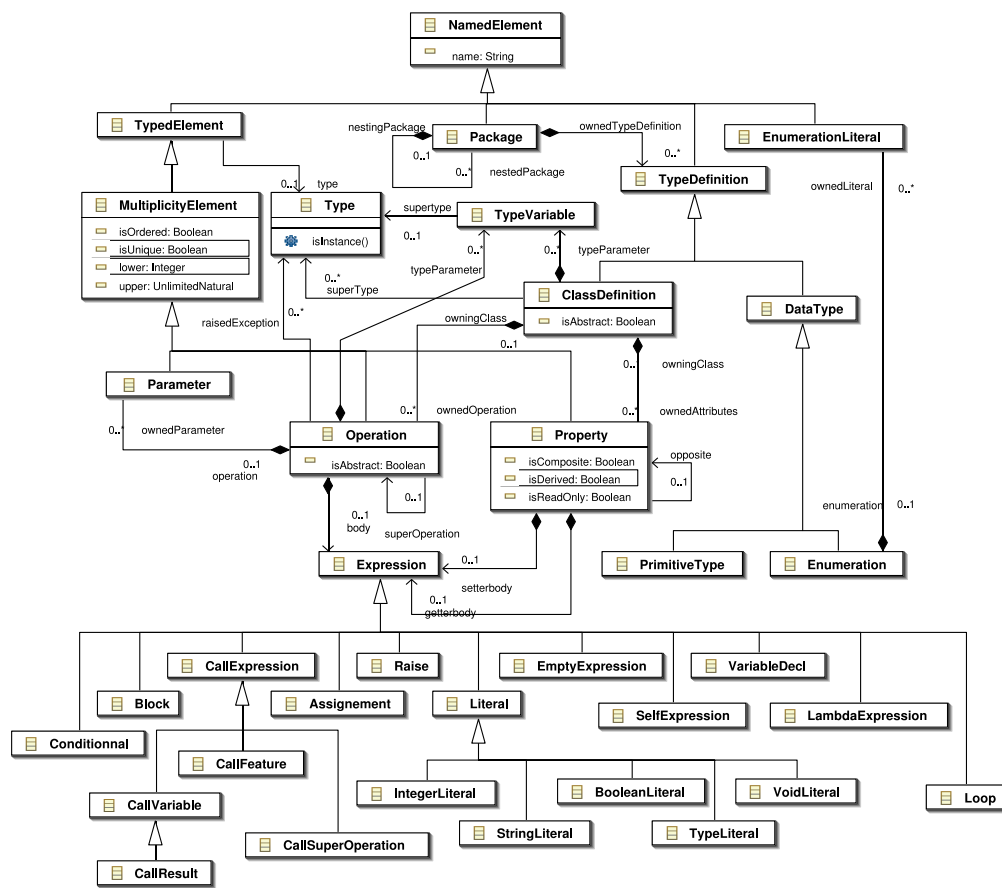 NamedElement
name: String
TypedElement
nestingPackage
Package
ownedTypeDefinition
EnumerationLiteral
0..1
0..*
nestedPackage
0..*
TypeDefinition
ownedLiteral
0..*
0..1
type
MultiplicityElement
isOrdered: Boolean
isUnique: Boolean
lower: Integer
upper: UnlimitedNatural
Type
isInstance()
supertype
0..1
TypeVariable
0..*
0..*
typeParameter
typeParameter
0..*
superType
ClassDefinition
isAbstract: Boolean
DataType
raisedException
0..*
owningClass
0..1
0..1
owningClass
Parameter
0..*
ownedParameter
0..*
ownedOperation
0..*
ownedAttributes
Operation
isAbstract: Boolean
0..1
operation
Property
isComposite: Boolean
isDerived: Boolean
isReadOnly: Boolean
opposite
0..1
0..1
0..1
body
superOperation
enumeration
0..1
Expression
0..1
setterbody
0..1
getterbody
PrimitiveType
Enumeration
CallExpression
Raise
EmptyExpression
VariableDecl
Block
Assignement
Literal
SelfExpression
LambdaExpression
Conditionnal
CallFeature
IntegerLiteral
BooleanLiteral
VoidLiteral
Loop
CallVariable
StringLiteral
TypeLiteral
CallSuperOperation
CallResult